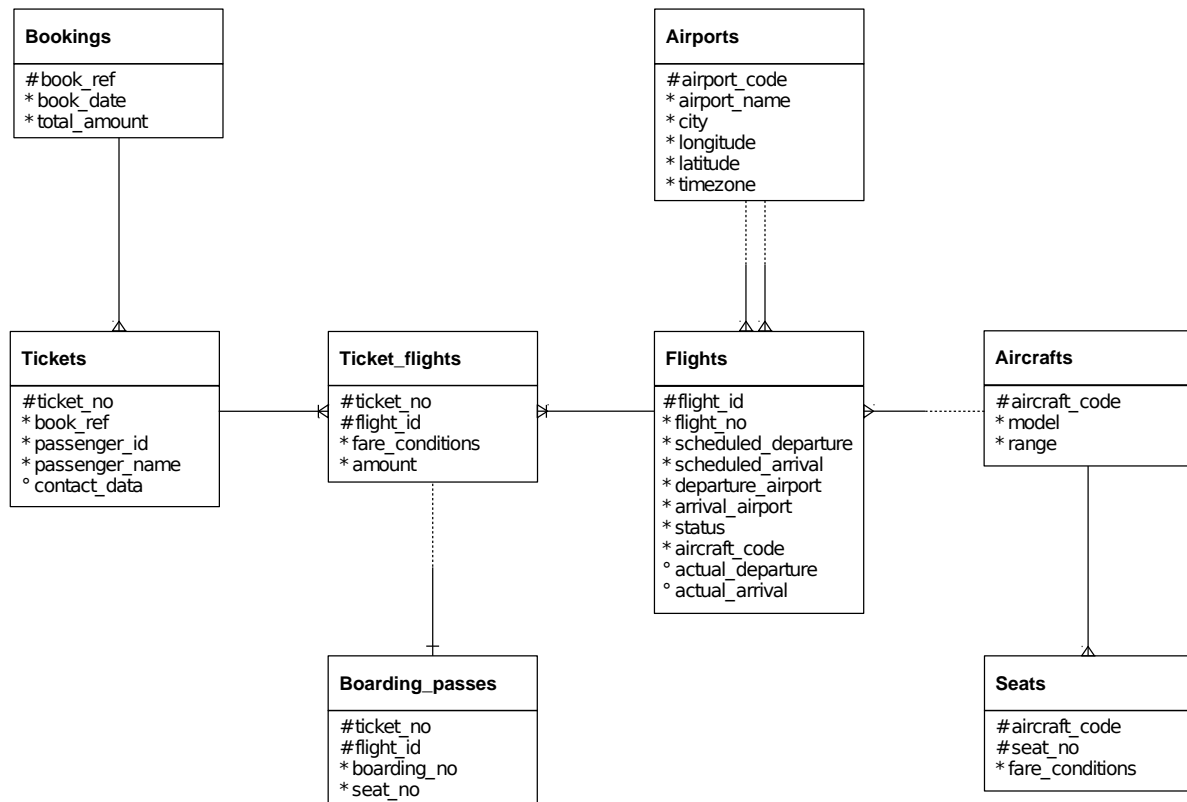 Bookings
#book_ref
* book_date
* total_amount
Airports
#airport_code
* airport_name
* city
* longitude
* latitude
* timezone
Tickets
#ticket_no
* book_ref
* passenger_id
* passenger_name
° contact_data
Ticket_flights
#ticket_no
#flight_id
* fare_conditions
* amount
Flights
#flight_id
* flight_no
* scheduled_departure
* scheduled_arrival
* departure_airport
* arrival_airport
* status
* aircraft_code
° actual_departure
° actual_arrival
Aircrafts
#aircraft_code
* model
* range
Boarding_passes
#ticket_no
#flight_id
* boarding_no
* seat_no
Seats
#aircraft_code
#seat_no
* fare_conditions